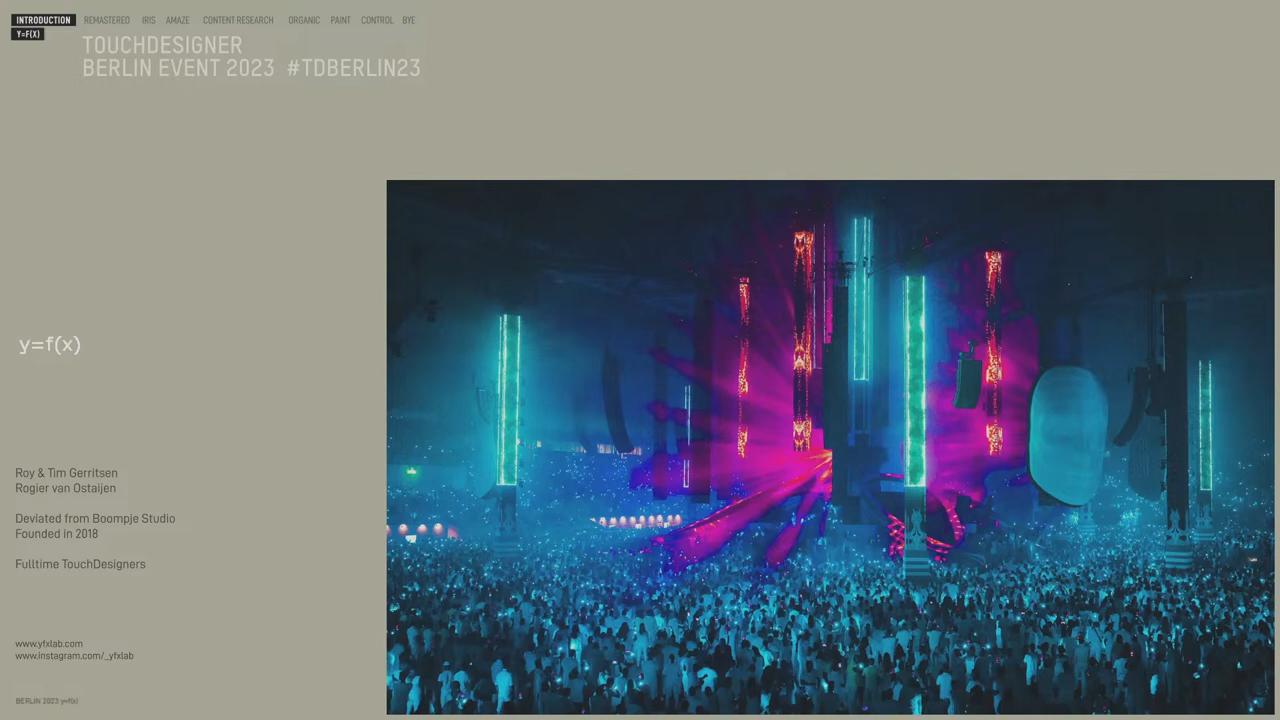 INTRODUCTION REMASTERED IRIS AMAZE CONTENT RESEARCH ORGANIC PAINT CONTROL BYE
Y=F(X)
TOUCHDESIGNER
BERLIN EVENT 2023 #TDBERLIN23
y=f(x)
Roy & Tim Gerritsen
Rogier van Ostaijen
Deviated from Boompje Studio
Founded in 2018
Fulltime TouchDesigners
www.yfxlab.com
www.instagram.com/_yfxlab
BERLIN 2023 y=f(x)